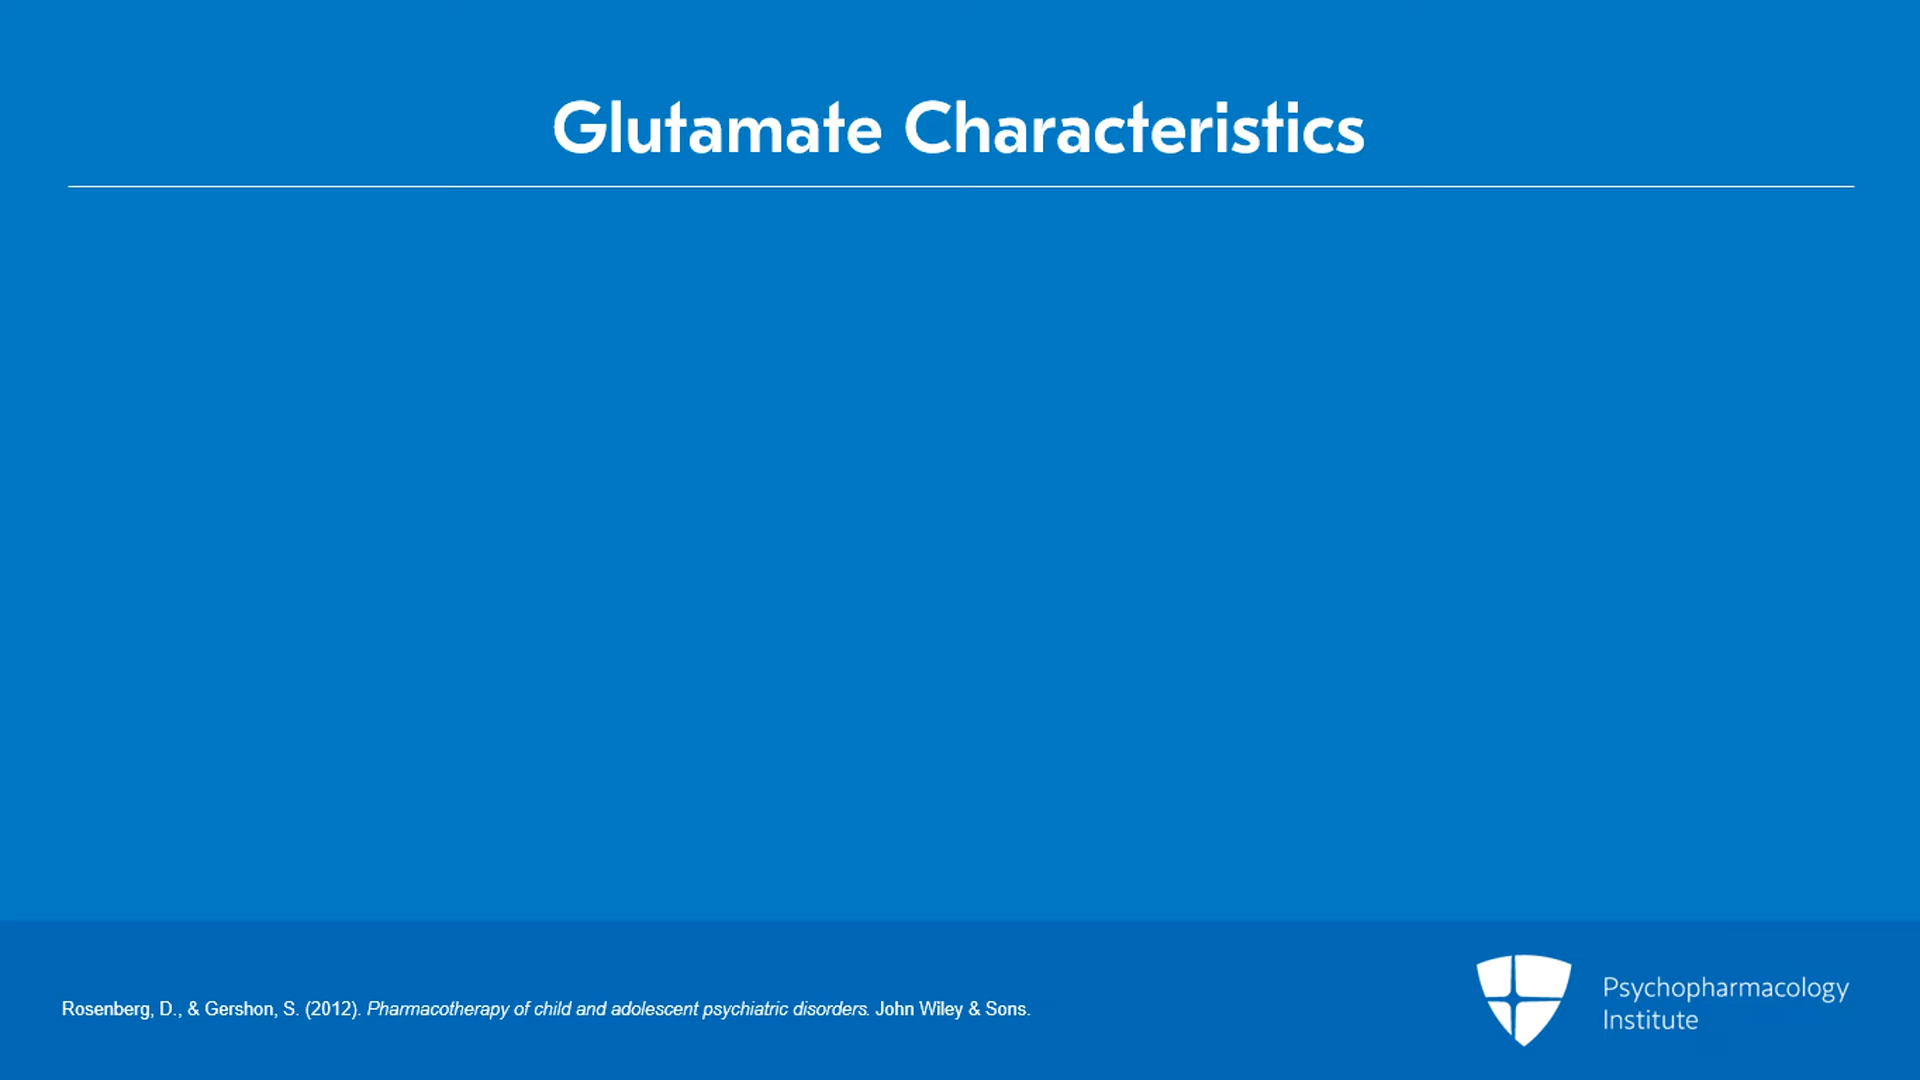 Glutamate Characteristics
Rosenberg, D., & Gershon, S. (2012). Pharmacotherapy of child and adolescent psychiatric disorders. John Wiley & Sons.
Psychopharmacology
Institute